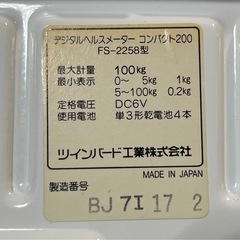 デジタルヘルスメーター コンパクト200
FS-2258型
最大計量 100kg
最小表示 0～ 5kg 1kg
5～100kg 0.2kg
定格電圧 DC6V
使用電池 単3形乾電池4本
ツインバード工業株式会社
MADE IN JAPAN
製造番号
BJ 7I 17 2